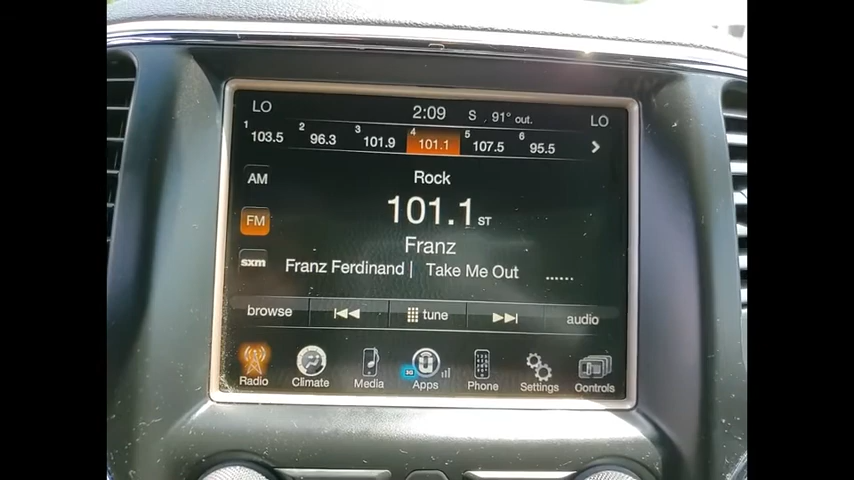 LO 2:09 S 91° out. LO
1 103.5 2 96.3 3 101.9 4 101.1 5 107.5 6 95.5
AM
Rock
FM
101.1 ST
Franz
sxm
Franz Ferdinand | Take Me Out ......
browse tune audio
3G
Radio Climate Media Apps Phone Settings Controls